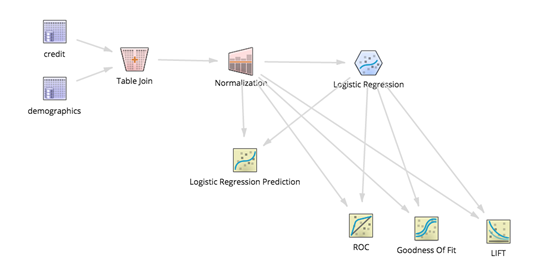 credit
Table Join
Normalization
Logistic Regression
demographics
Logistic Regression Prediction
ROC
Goodness Of Fit
LIFT